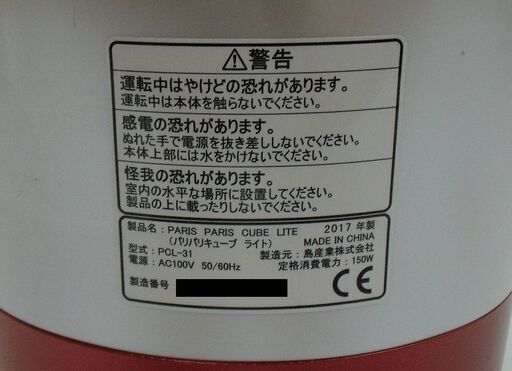 ⚠警告
運転中はやけどの恐れがあります。
運転中は本体を触らないでください。
感電の恐れがあります。
ぬれた手で電源を抜き差ししないでください。
本体上部には水をかけないでください。
怪我の恐れがあります。
室内の水平な場所に設置してください。
製品の上に載ったりしないでください。
製品名：PARIS PARIS CUBE LITE 2017 年製
(パリパリキューブ ライト) MADE IN CHINA
型式：PCL-31 製造元：島産業株式会社
電源：AC100V 50/60Hz 定格消費電力：150W
製造番号 CE